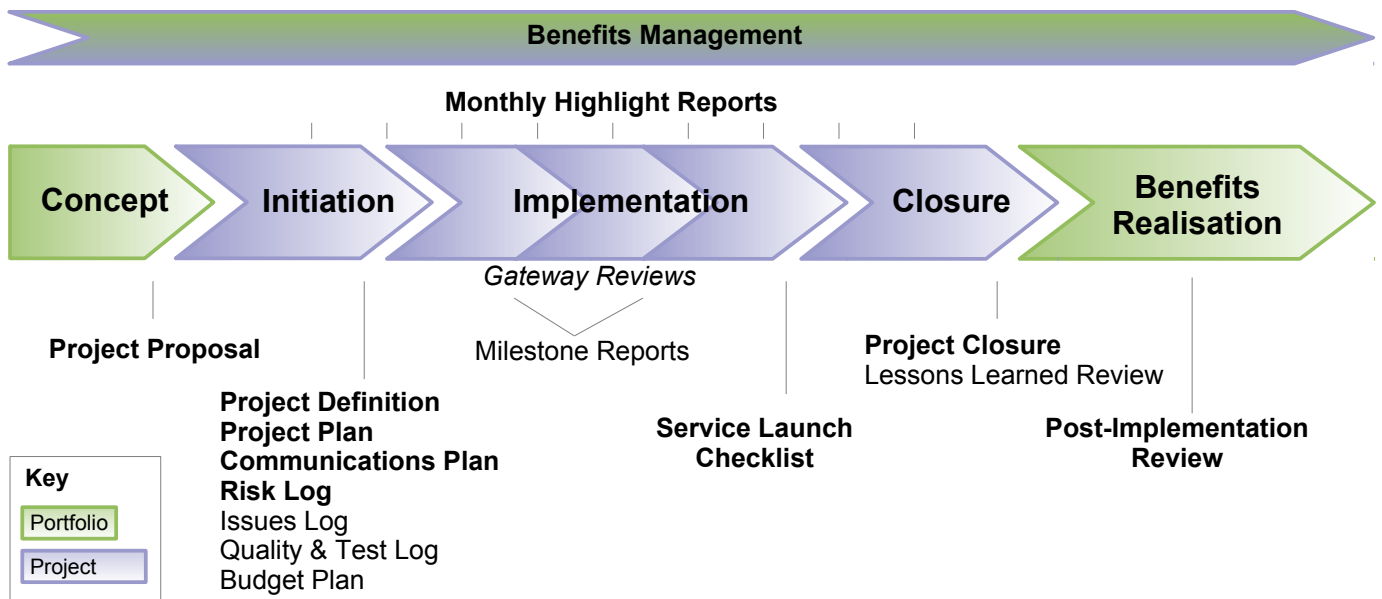 Benefits Management
Monthly Highlight Reports
Concept
Initiation
Implementation
Closure
Benefits
Realisation
Gateway Reviews
Milestone Reports
Project Proposal
Project Definition
Project Plan
Communications Plan
Risk Log
Issues Log
Quality & Test Log
Budget Plan
Service Launch
Checklist
Project Closure
Lessons Learned Review
Post-Implementation
Review
Key
Portfolio
Project